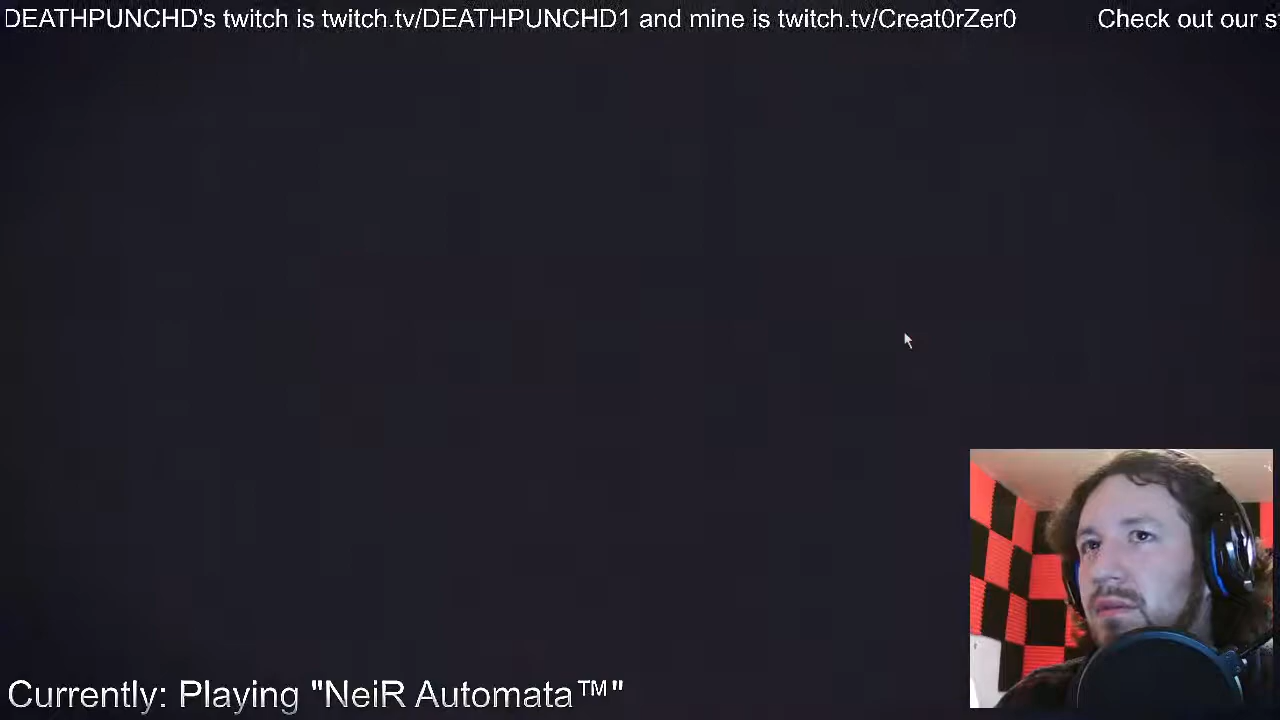 DEATHPUNCHD's twitch is twitch.tv/DEATHPUNCHD1 and mine is twitch.tv/Creat0rZer0 Check out our
Currently: Playing "NeiR Automata™"